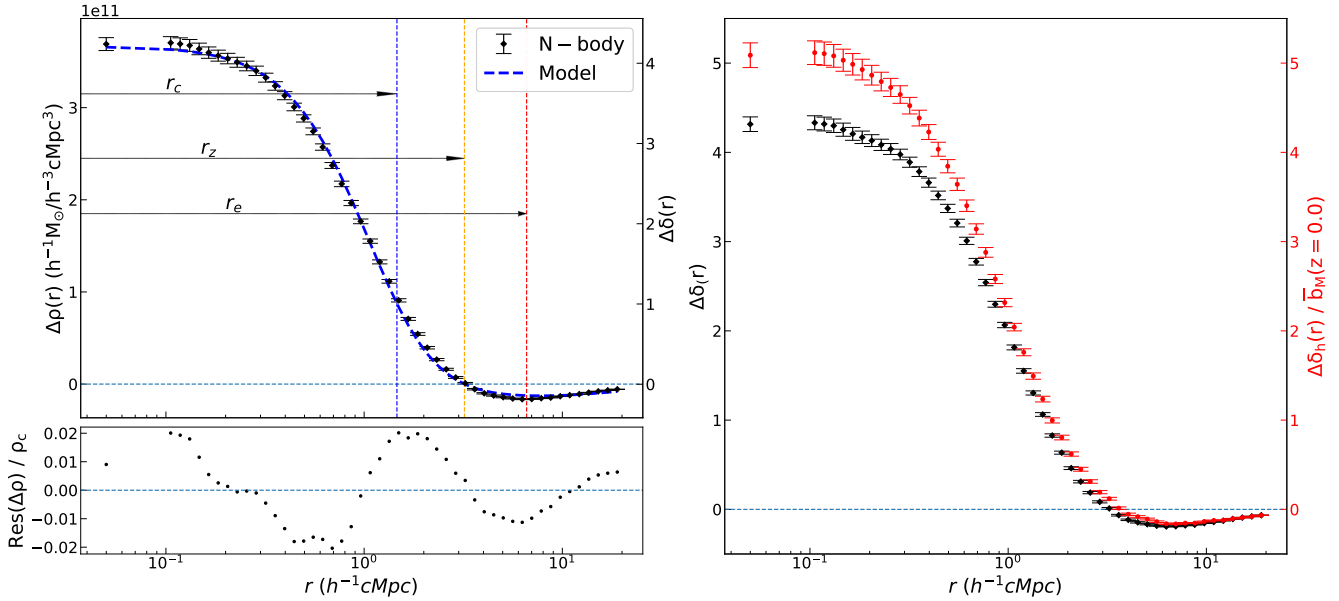 1e11
N−body
Model
r_c
r_z
r_e
3
2
1
0
Δρ(r) (h⁻¹M⊙/h⁻³cMpc³)
4
3
2
1
0
Δδ(r)
0.02
0.01
0.00
−0.01
−0.02
Res(Δρ) / ρ_c
10⁻¹ 10⁰ 10¹
r (h⁻¹cMpc)
5
4
3
2
1
0
Δδ₍r)
5
4
3
2
1
0
Δδ_h(r) / b̅_M(z = 0.0)
10⁻¹ 10⁰ 10¹
r (h⁻¹cMpc)